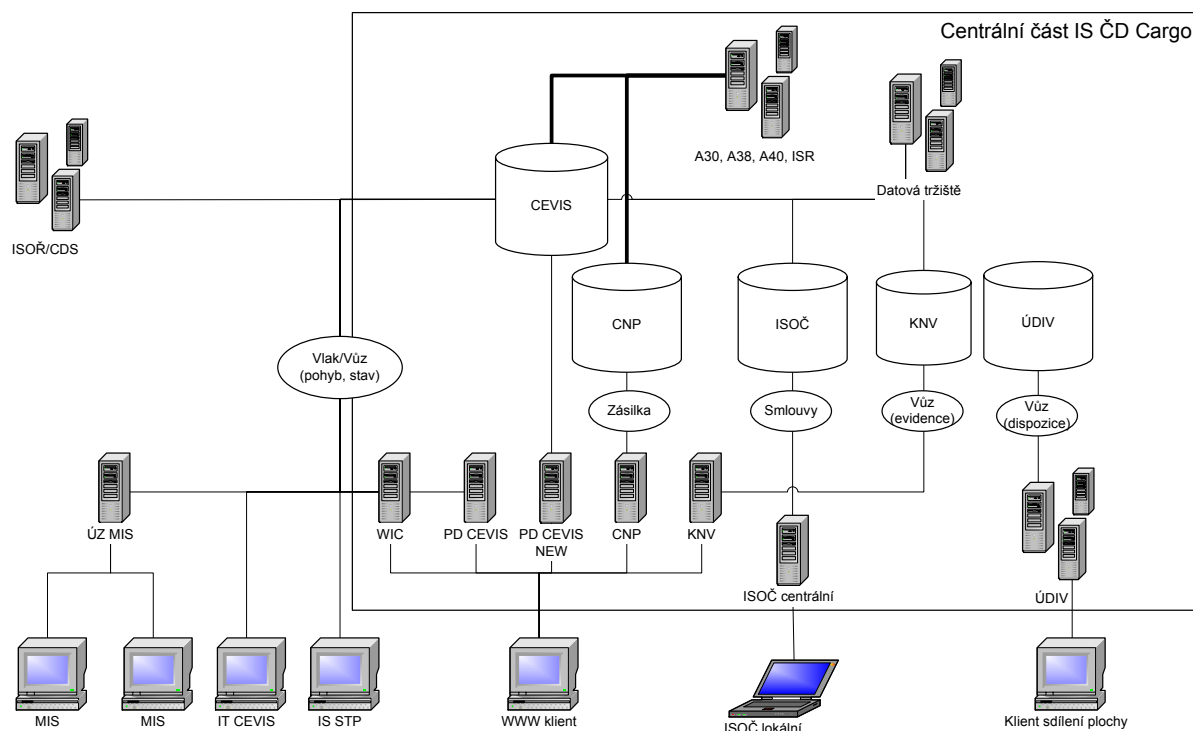 Centrální část IS ČD Cargo
A30, A38, A40, ISR
Datová tržiště
CEVIS
ISOŘ/CDS
CNP
ISOČ
KNV
ÚDIV
Vlak/Vůz
(pohyb, stav)
Zásilka
Smlouvy
Vůz
(evidence)
Vůz
(dispozice)
ÚZ MIS
WIC
PD CEVIS
PD CEVIS
NEW
CNP
KNV
ISOČ centrální
ÚDIV
MIS
MIS
IT CEVIS
IS STP
WWW klient
ISOČ lokální
Klient sdílení plochy